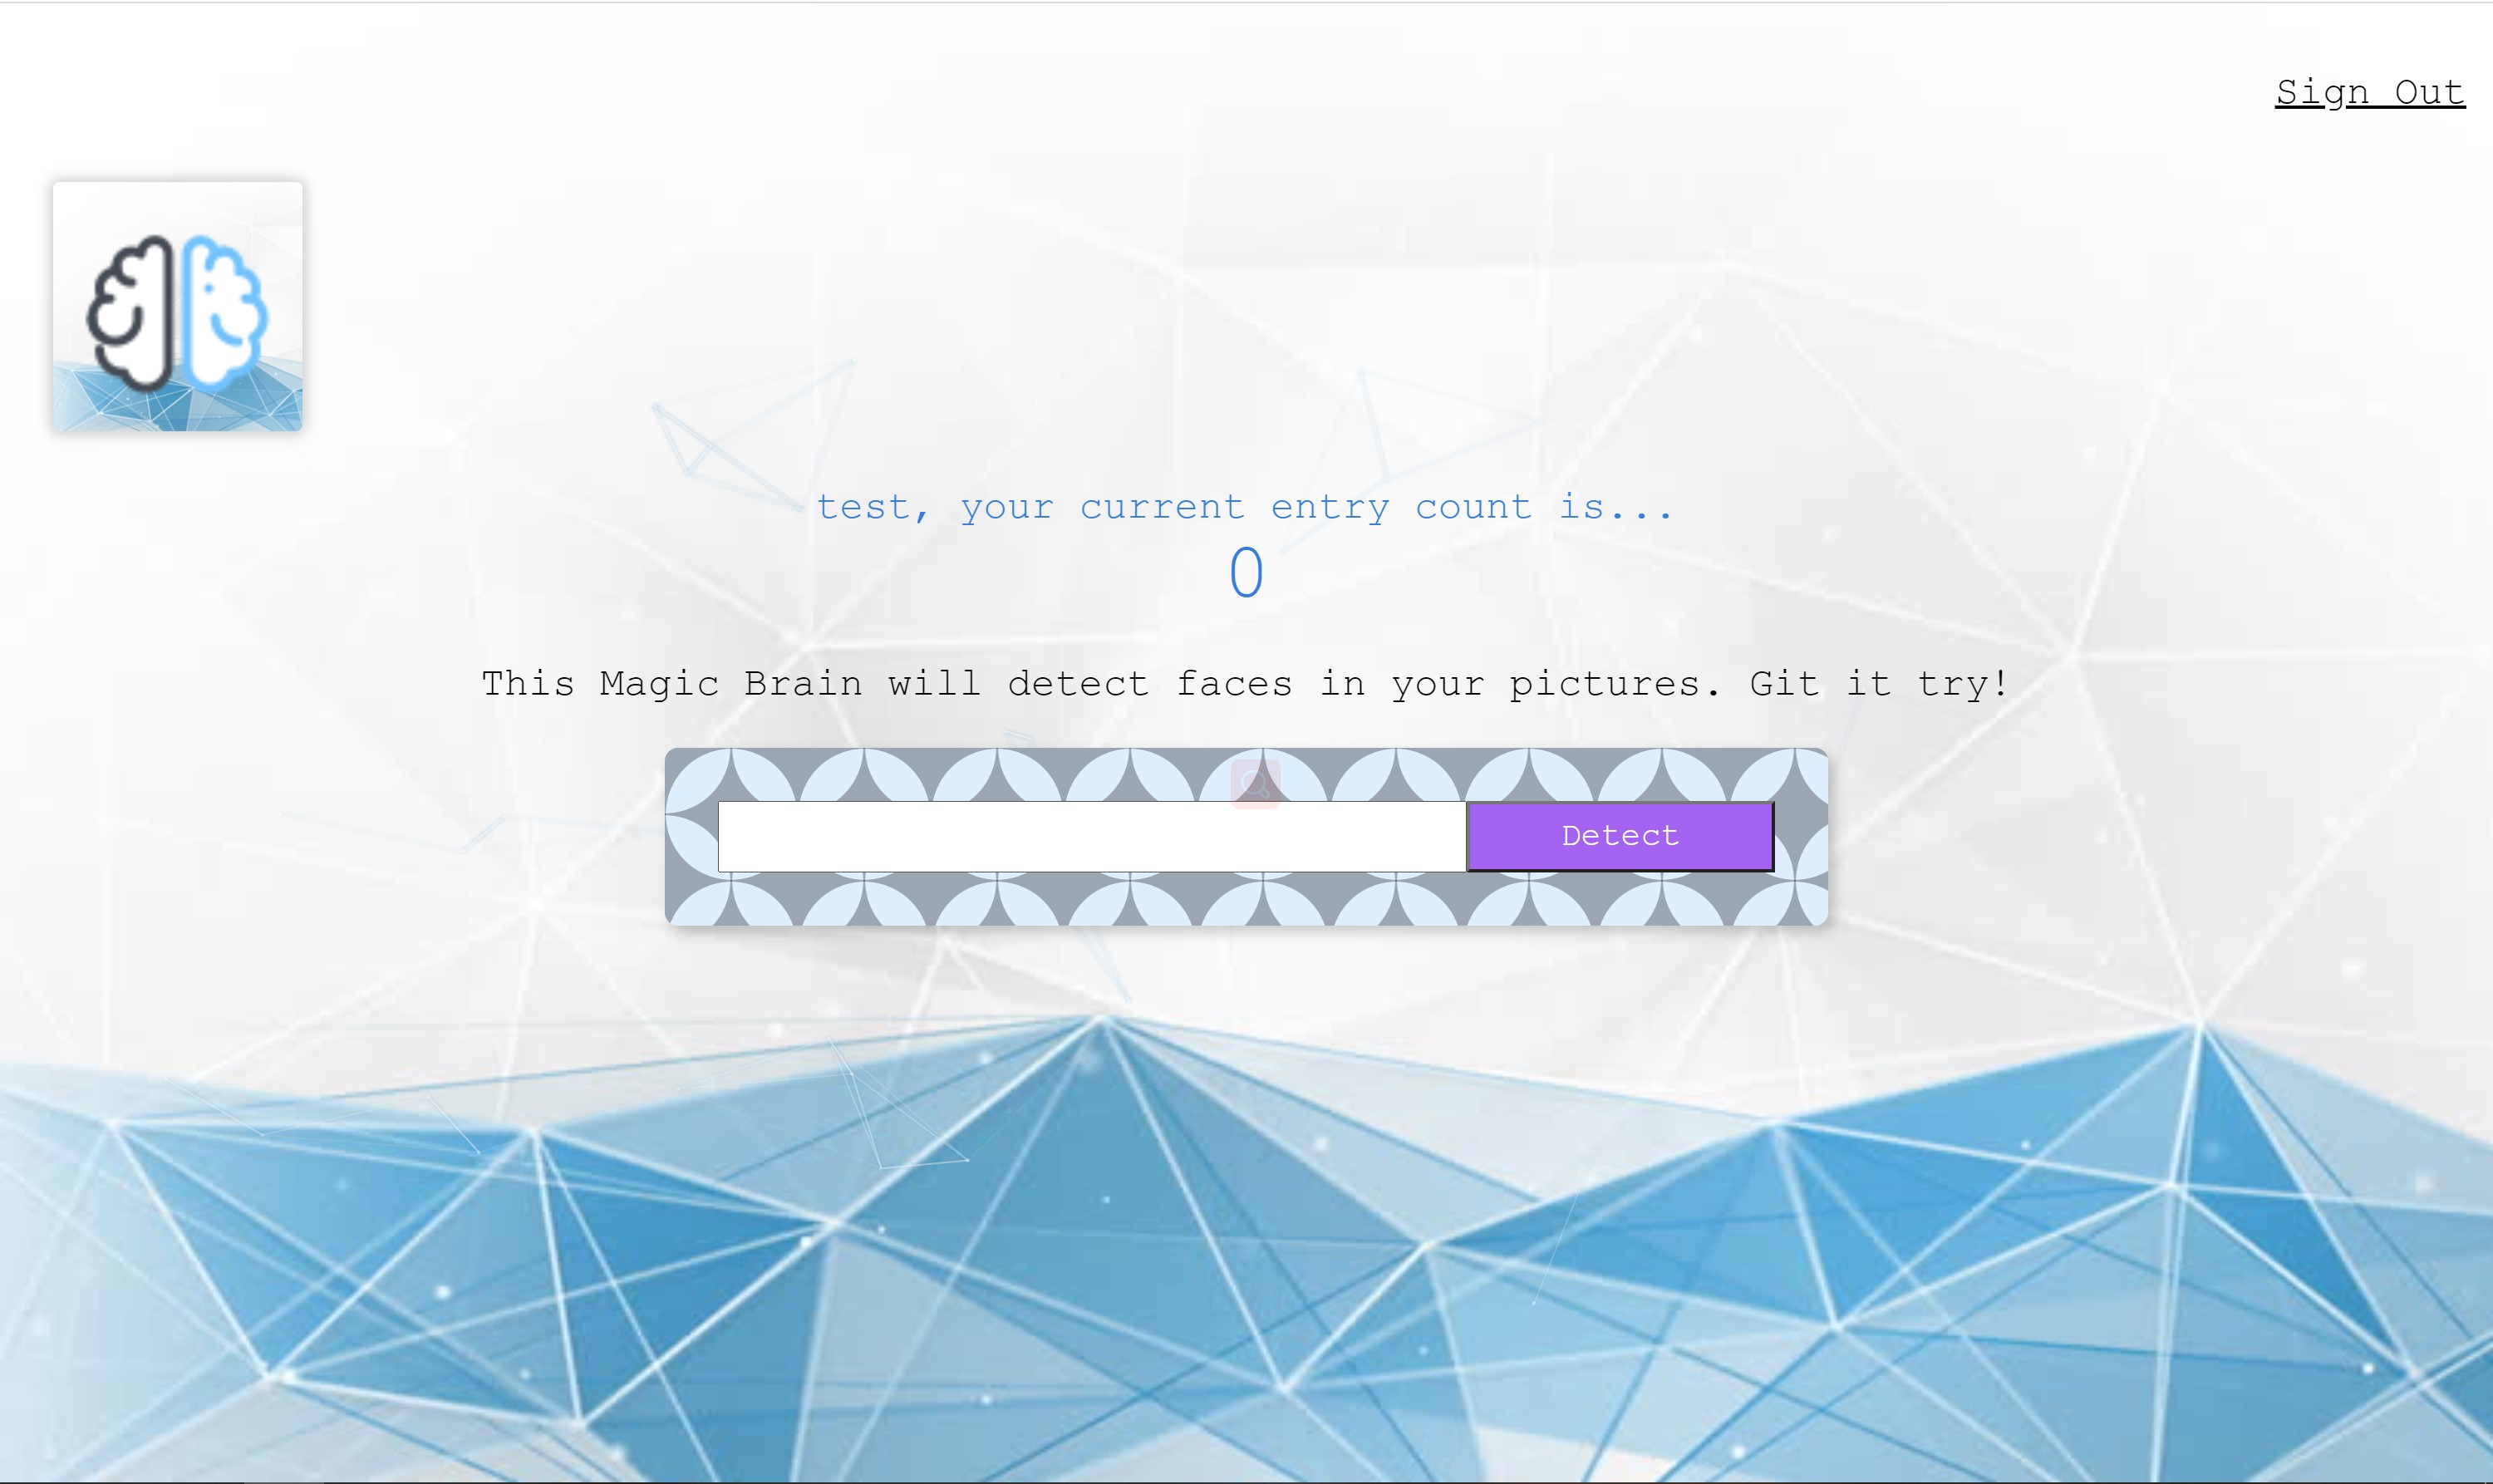 Sign Out
test, your current entry count is...
0
This Magic Brain will detect faces in your pictures. Git it try!
Detect